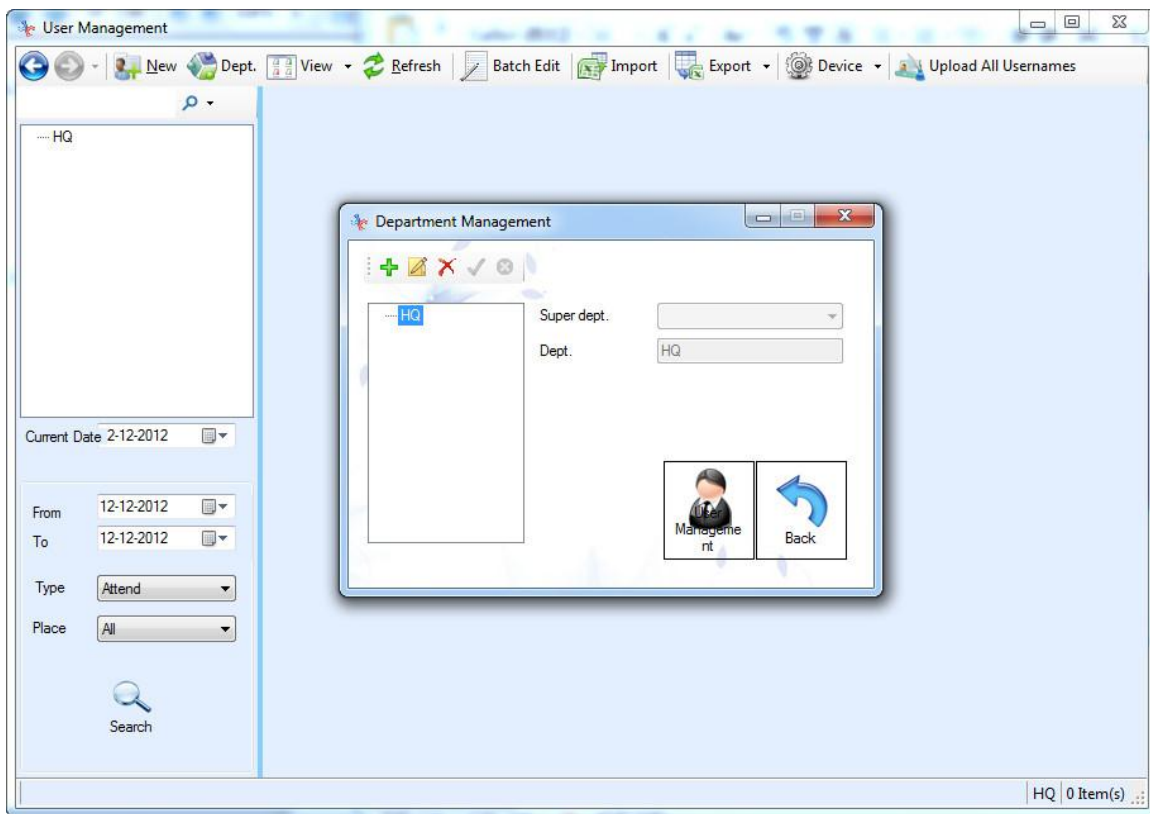 User Management
New Dept. View Refresh Batch Edit Import Export Device Upload All Usernames
HQ
Current Date 2-12-2012
From 12-12-2012
To 12-12-2012
Type Attend
Place All
Search
Department Management
HQ
Super dept.
Dept. HQ
User
Manageme
nt
Back
HQ 0 Item(s)